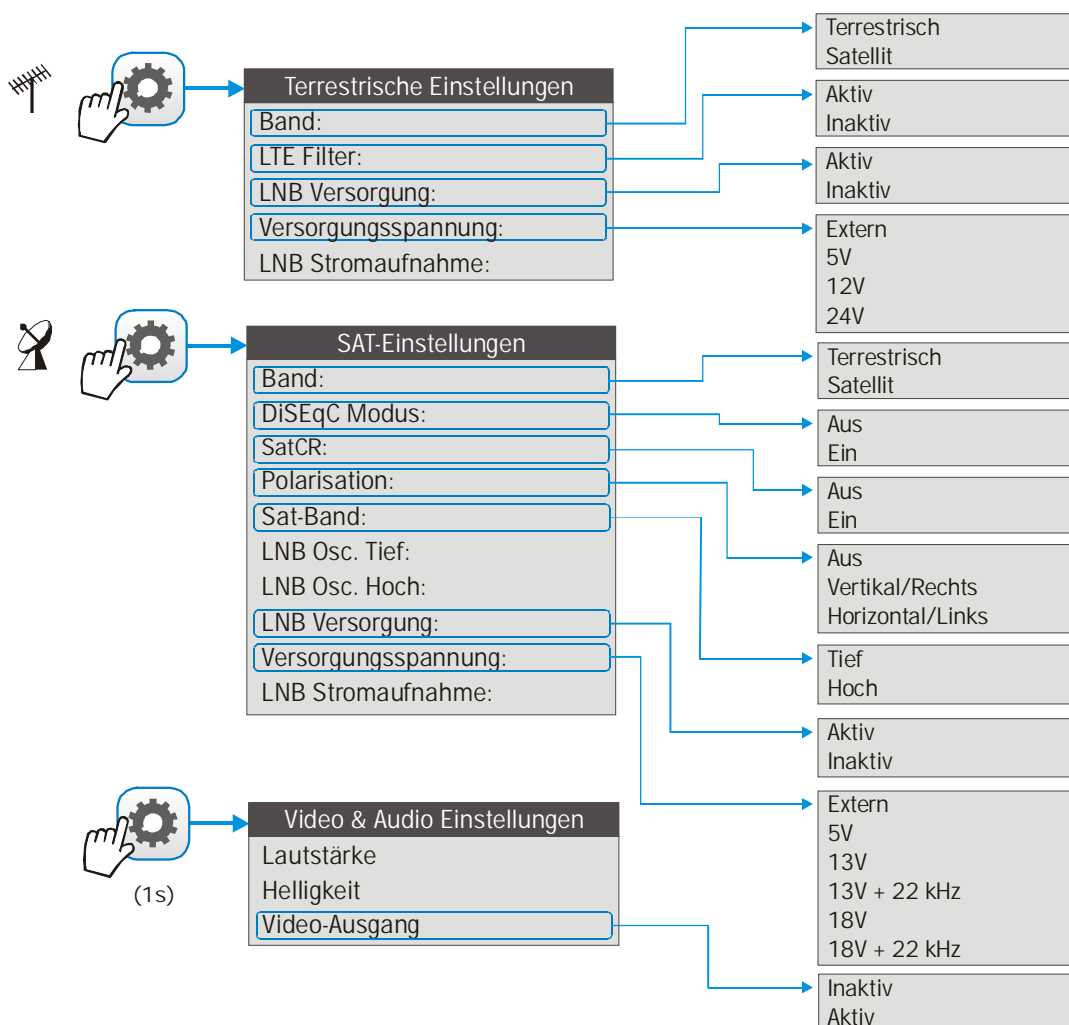 Terrestrische Einstellungen
Band:
LTE Filter:
LNB Versorgung:
Versorgungsspannung:
LNB Stromaufnahme:
Terrestrisch
Satellit
Aktiv
Inaktiv
Aktiv
Inaktiv
Extern
5V
12V
24V
SAT-Einstellungen
Band:
DiSEqC Modus:
SatCR:
Polarisation:
Sat-Band:
LNB Osc. Tief:
LNB Osc. Hoch:
LNB Versorgung:
Versorgungsspannung:
LNB Stromaufnahme:
Terrestrisch
Satellit
Aus
Ein
Aus
Ein
Aus
Vertikal/Rechts
Horizontal/Links
Tief
Hoch
Aktiv
Inaktiv
Extern
5V
13V
13V + 22 kHz
18V
18V + 22 kHz
(1s)
Video & Audio Einstellungen
Lautstärke
Helligkeit
Video-Ausgang
Inaktiv
Aktiv